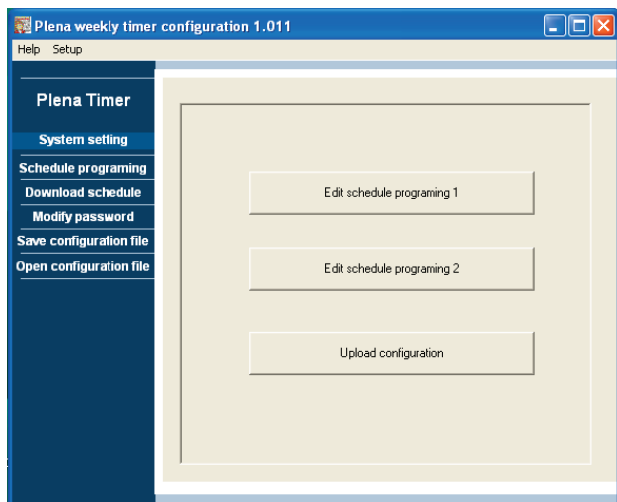 Plena weekly timer configuration 1.011
Help Setup
Plena Timer
System setting
Schedule programing
Download schedule
Modify password
Save configuration file
Open configuration file
Edit schedule programing 1
Edit schedule programing 2
Upload configuration